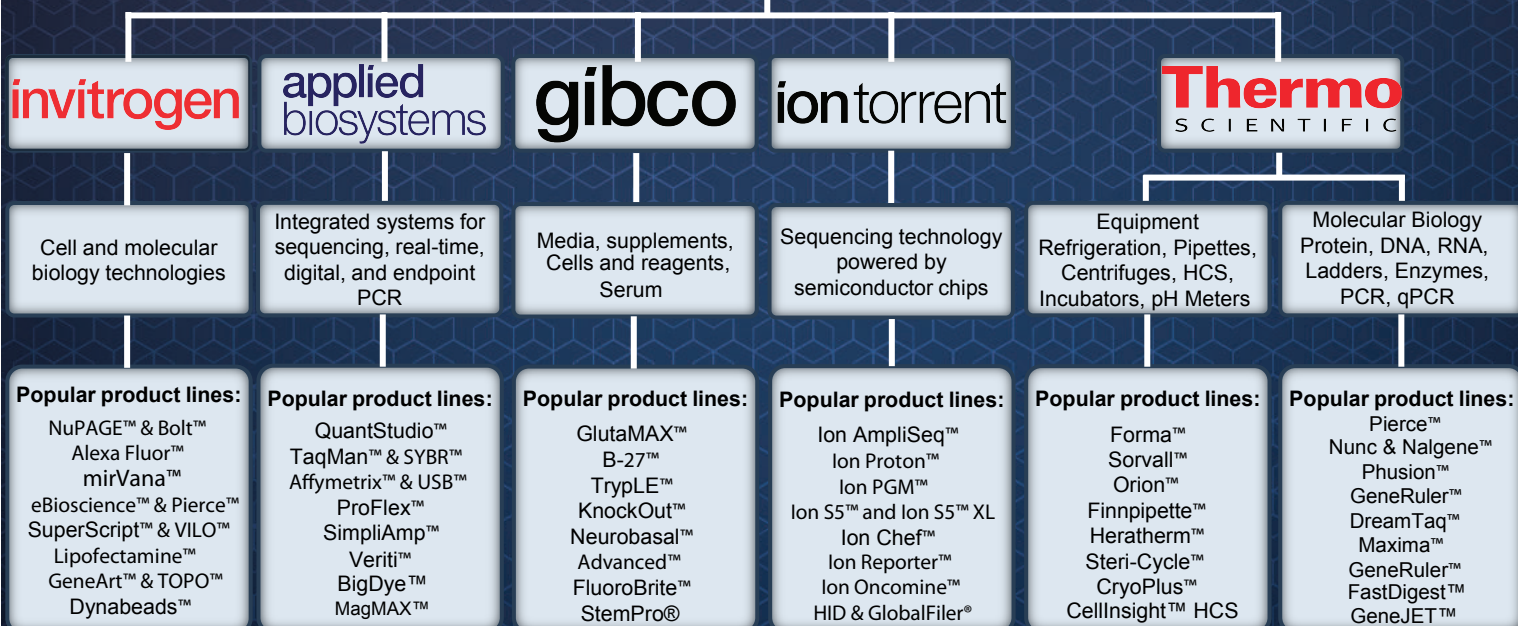 invitrogen
applied
biosystems
gibco
iontorrent
Thermo
SCIENTIFIC
Cell and molecular
biology technologies
Integrated systems for
sequencing, real-time,
digital, and endpoint
PCR
Media, supplements,
Cells and reagents,
Serum
Sequencing technology
powered by
semiconductor chips
Equipment
Refrigeration, Pipettes,
Centrifuges, HCS,
Incubators, pH Meters
Molecular Biology
Protein, DNA, RNA,
Ladders, Enzymes,
PCR, qPCR
Popular product lines:
NuPAGE™ & Bolt™
Alexa Fluor™
mirVana™
eBioscience™ & Pierce™
SuperScript™ & VILO™
Lipofectamine™
GeneArt™ & TOPO™
Dynabeads™
Popular product lines:
QuantStudio™
TaqMan™ & SYBR™
Affymetrix™ & USB™
ProFlex™
SimpliAmp™
Veriti™
BigDye™
MagMAX™
Popular product lines:
GlutaMAX™
B-27™
TrypLE™
KnockOut™
Neurobasal™
Advanced™
FluoroBrite™
StemPro®
Popular product lines:
Ion AmpliSeq™
Ion Proton™
Ion PGM™
Ion S5™ and Ion S5™ XL
Ion Chef™
Ion Reporter™
Ion Oncomine™
HID & GlobalFiler®
Popular product lines:
Forma™
Sorvall™
Orion™
Finnpipette™
Heratherm™
Steri-Cycle™
CryoPlus™
CellInsight™ HCS
Popular product lines:
Pierce™
Nunc & Nalgene™
Phusion™
GeneRuler™
DreamTaq™
Maxima™
GeneRuler™
FastDigest™
GeneJET™